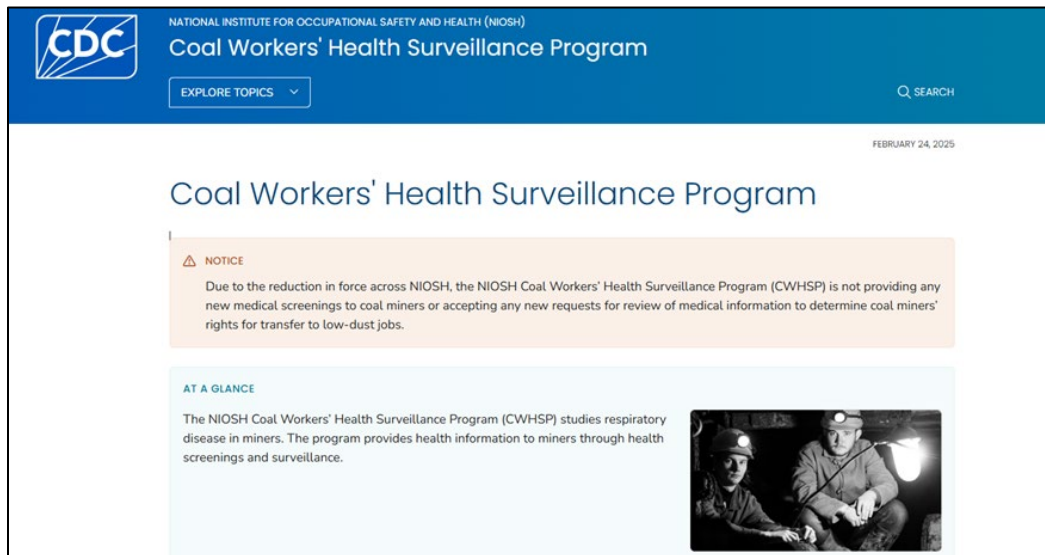 CDC
NATIONAL INSTITUTE FOR OCCUPATIONAL SAFETY AND HEALTH (NIOSH)
Coal Workers' Health Surveillance Program
EXPLORE TOPICS
SEARCH
FEBRUARY 24, 2025
Coal Workers' Health Surveillance Program
NOTICE
Due to the reduction in force across NIOSH, the NIOSH Coal Workers’ Health Surveillance Program (CWHSP) is not providing any
new medical screenings to coal miners or accepting any new requests for review of medical information to determine coal miners’
rights for transfer to low-dust jobs.
AT A GLANCE
The NIOSH Coal Workers’ Health Surveillance Program (CWHSP) studies respiratory
disease in miners. The program provides health information to miners through health
screenings and surveillance.